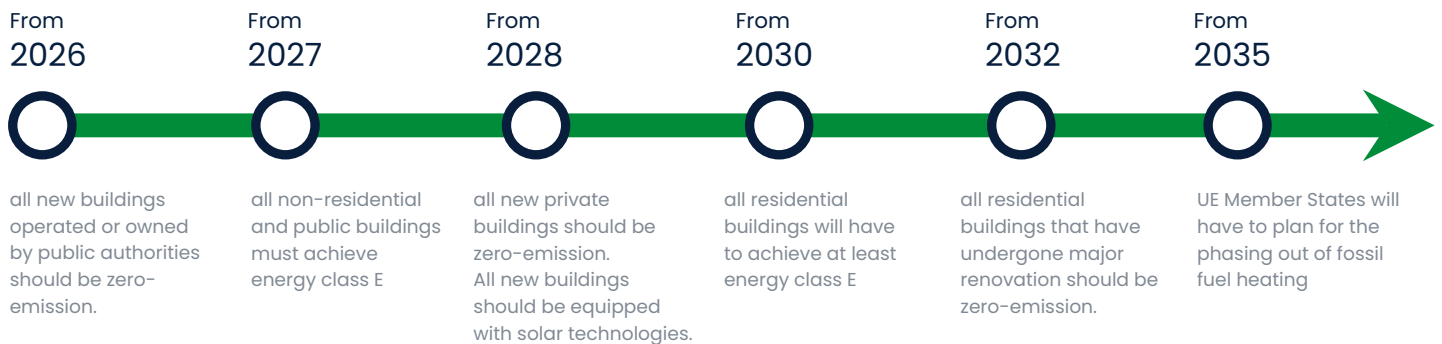 From
2026
From
2027
From
2028
From
2030
From
2032
From
2035
all new buildings
operated or owned
by public authorities
should be zero-
emission.
all non-residential
and public buildings
must achieve
energy class E
all new private
buildings should be
zero-emission.
All new buildings
should be equipped
with solar technologies.
all residential
buildings will have
to achieve at least
energy class E
all residential
buildings that have
undergone major
renovation should be
zero-emission.
UE Member States will
have to plan for the
phasing out of fossil
fuel heating